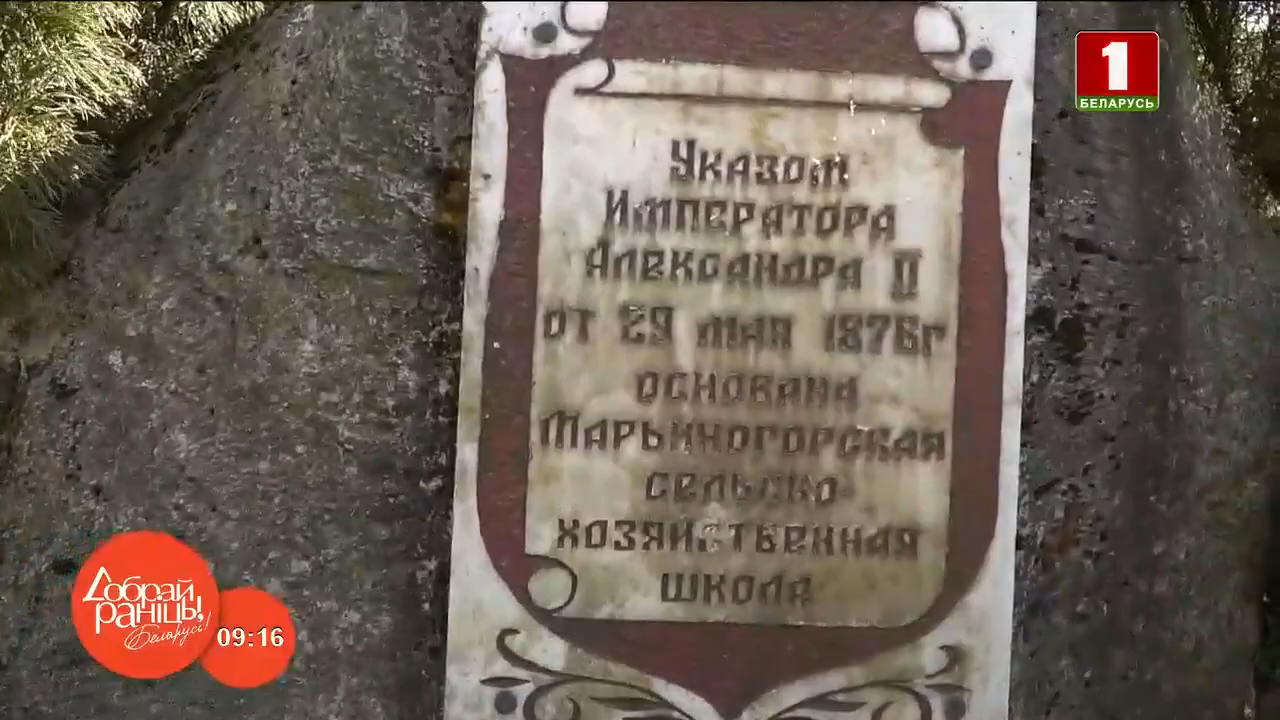 1
БЕЛАРУСЬ
Указом
Императора
Александра II
от 29 мая 1876г
основана
Марьиногорская
сельско-
хозяйственная
школа
Добрай
раніцы,
Беларусь!
09:16